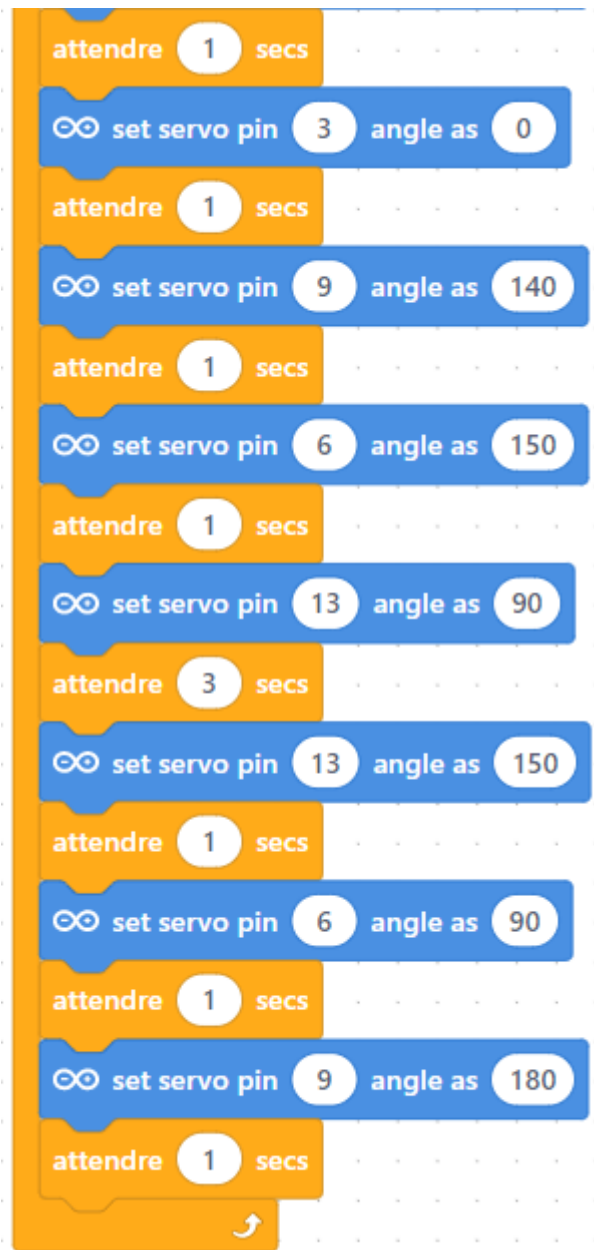 attendre 1 secs
set servo pin 3 angle as 0
attendre 1 secs
set servo pin 9 angle as 140
attendre 1 secs
set servo pin 6 angle as 150
attendre 1 secs
set servo pin 13 angle as 90
attendre 3 secs
set servo pin 13 angle as 150
attendre 1 secs
set servo pin 6 angle as 90
attendre 1 secs
set servo pin 9 angle as 180
attendre 1 secs